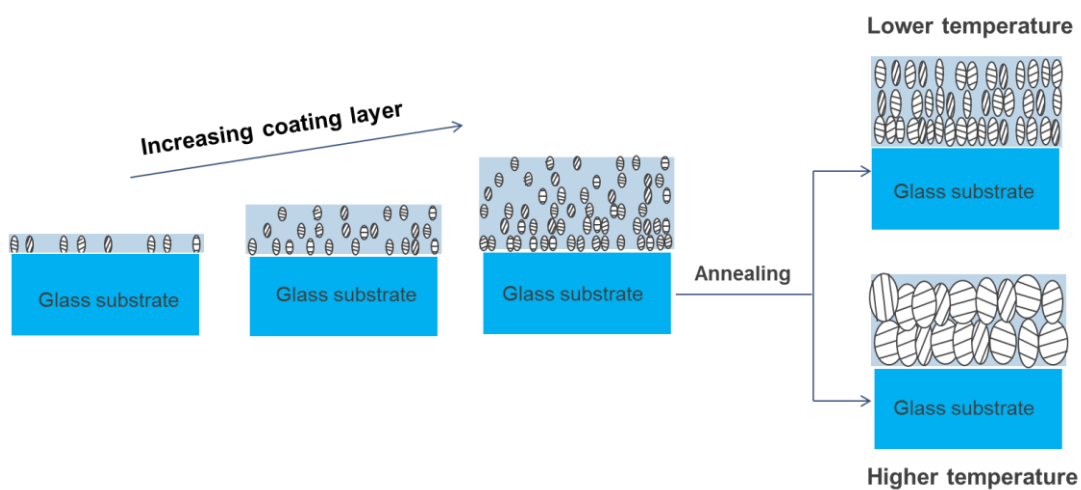 Lower temperature
Increasing coating layer
Glass substrate
Glass substrate
Glass substrate
Glass substrate
Annealing
Glass substrate
Higher temperature